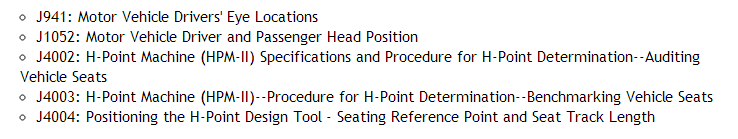 J941: Motor Vehicle Drivers' Eye Locations
J1052: Motor Vehicle Driver and Passenger Head Position
J4002: H-Point Machine (HPM-II) Specifications and Procedure for H-Point Determination--Auditing
Vehicle Seats
J4003: H-Point Machine (HPM-II)--Procedure for H-Point Determination--Benchmarking Vehicle Seats
J4004: Positioning the H-Point Design Tool - Seating Reference Point and Seat Track Length